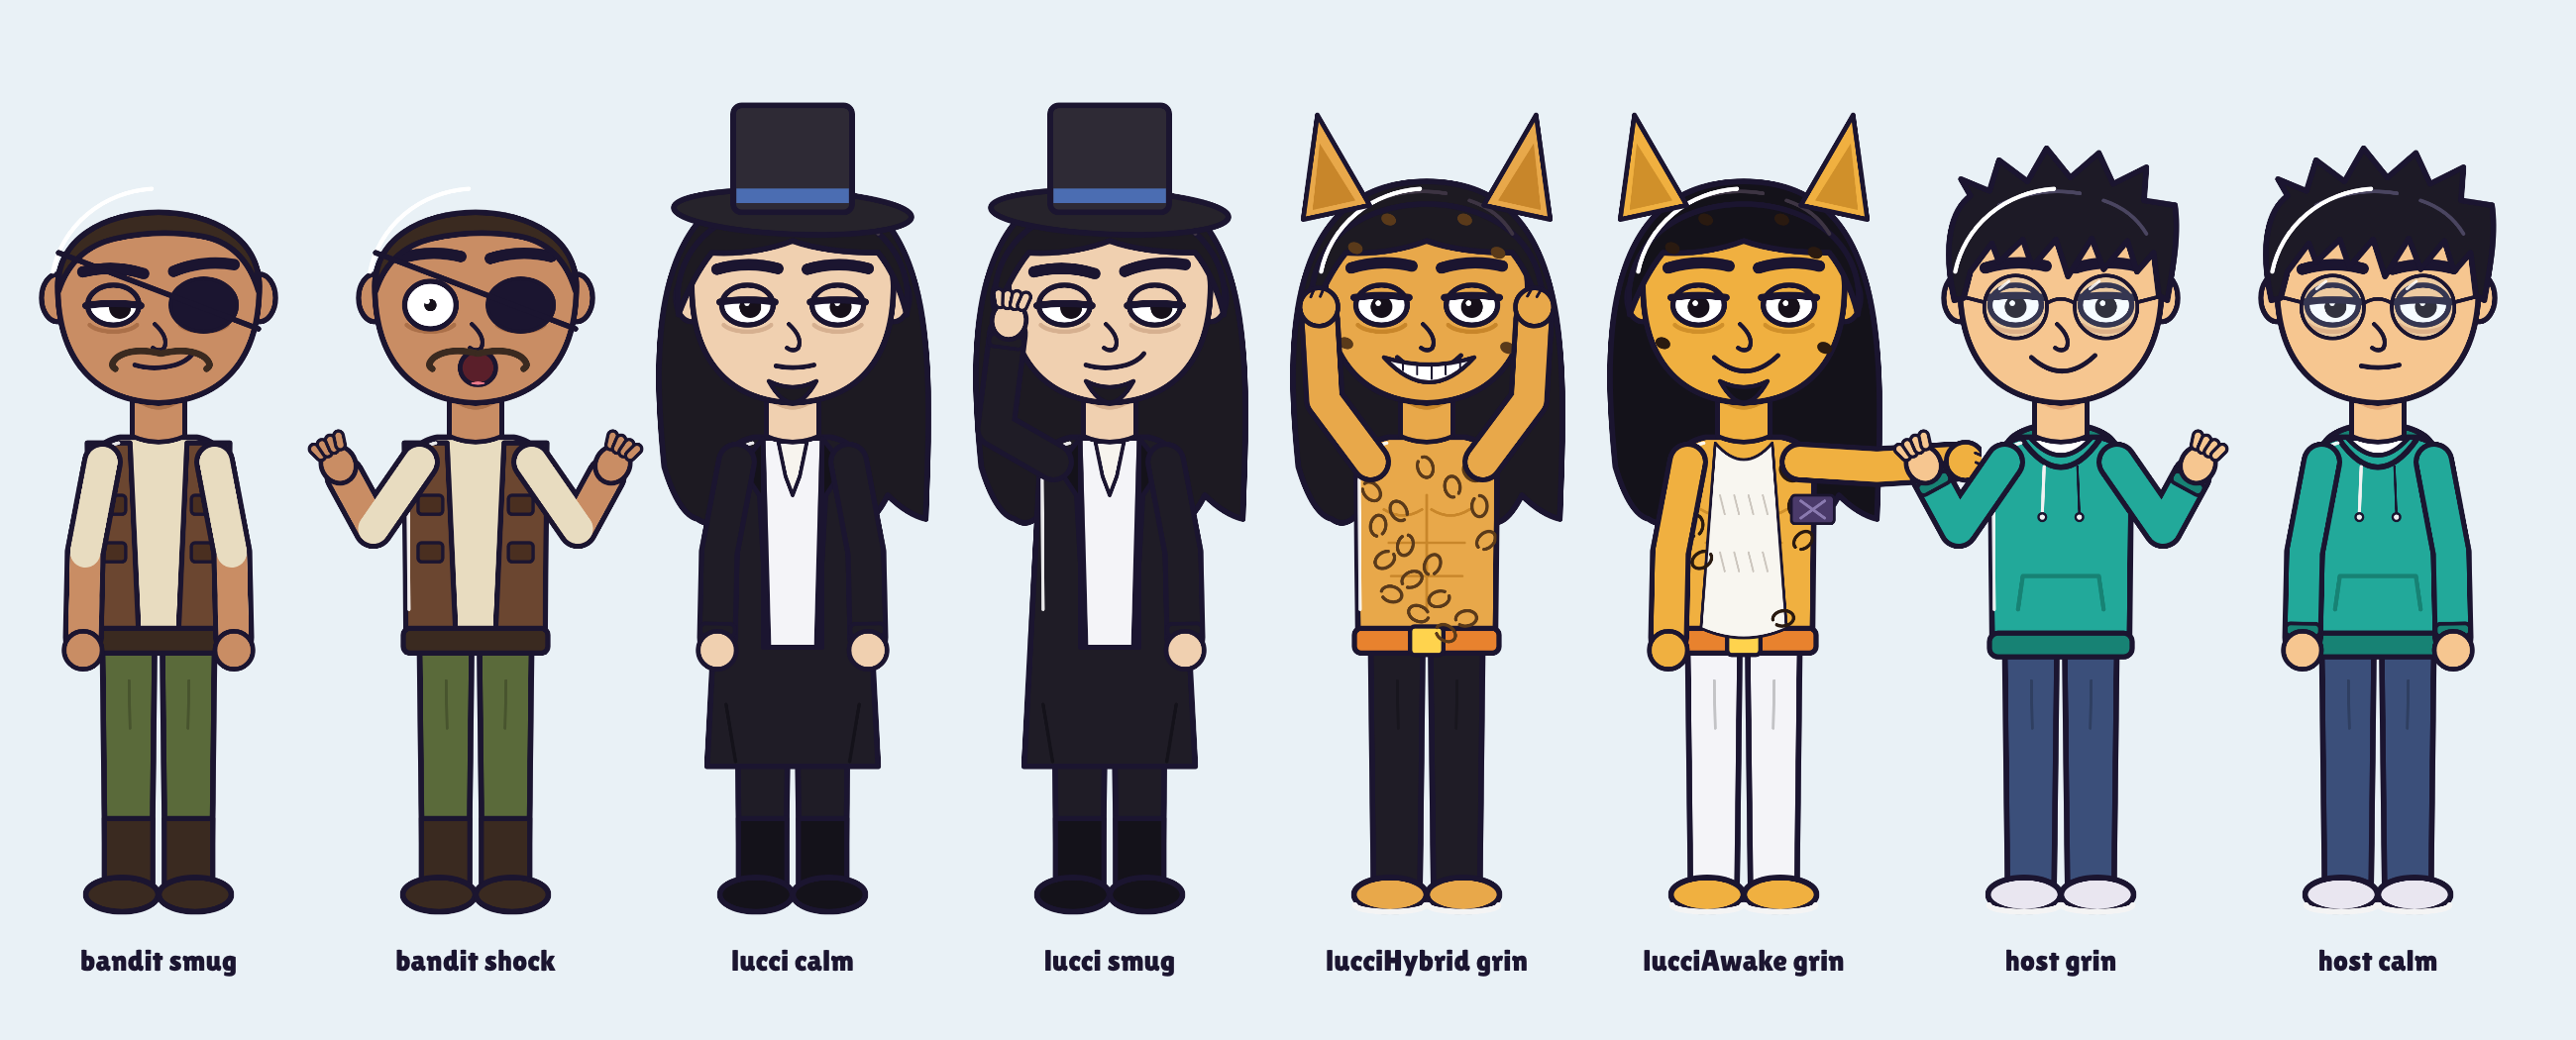 bandit smug
bandit shock
lucci calm
lucci smug
lucciHybrid grin
lucciAwake grin
host grin
host calm